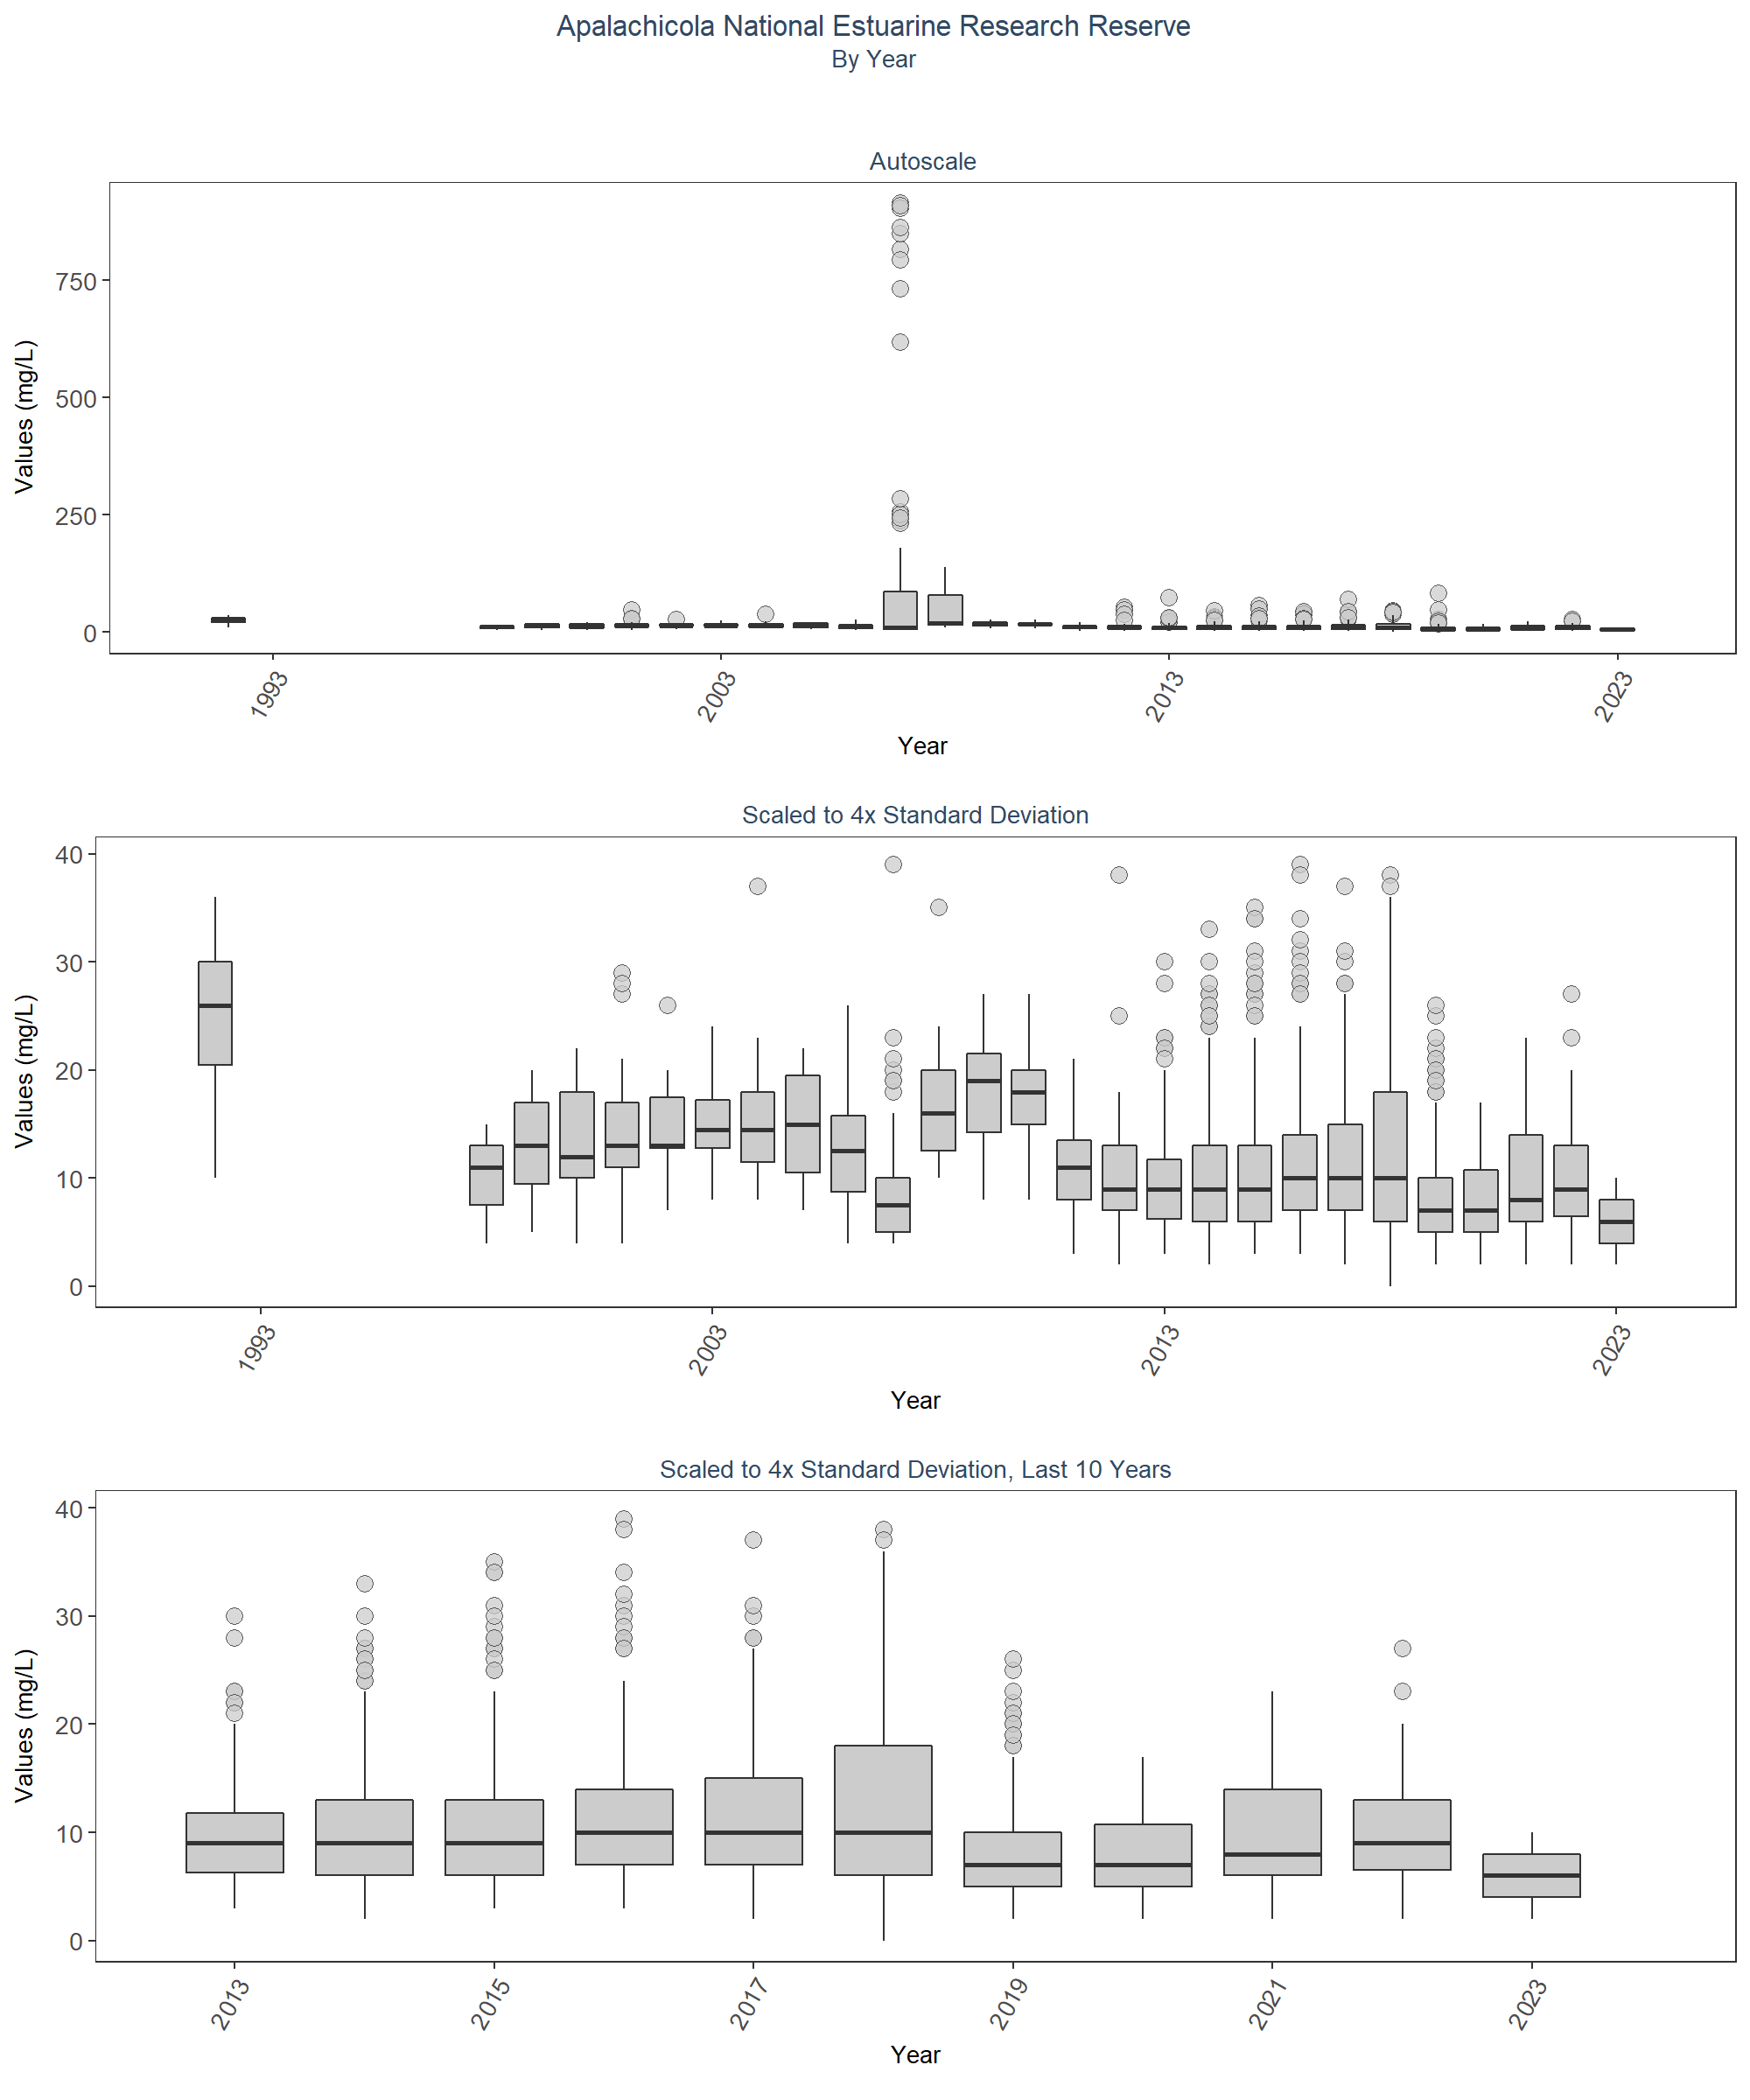 Apalachicola National Estuarine Research Reserve
By Year
Autoscale
Values (mg/L)
750
500
250
0
1993
2003
2013
2023
Year
Scaled to 4x Standard Deviation
Values (mg/L)
40
30
20
10
0
1993
2003
2013
2023
Year
Scaled to 4x Standard Deviation, Last 10 Years
Values (mg/L)
40
30
20
10
0
2013
2015
2017
2019
2021
2023
Year